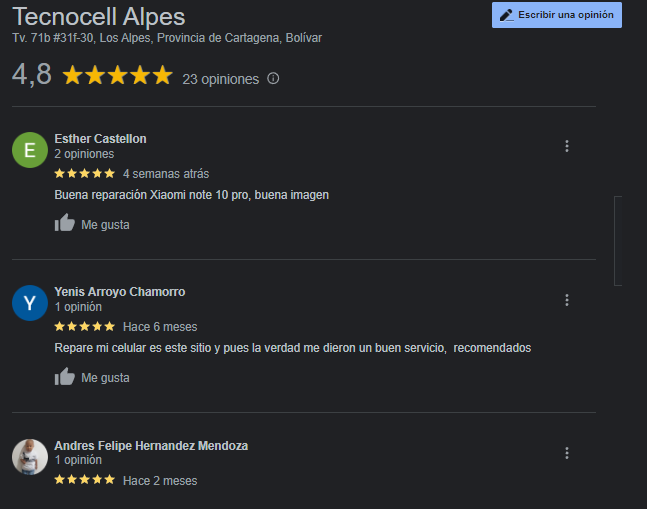 Tecnocell Alpes
Escribir una opinión
Tv. 71b #31f-30, Los Alpes, Provincia de Cartagena, Bolívar
4,8 23 opiniones
E
Esther Castellon
2 opiniones
4 semanas atrás
Buena reparación Xiaomi note 10 pro, buena imagen
Me gusta
Y
Yenis Arroyo Chamorro
1 opinión
Hace 6 meses
Repare mi celular es este sitio y pues la verdad me dieron un buen servicio, recomendados
Me gusta
Andres Felipe Hernandez Mendoza
1 opinión
Hace 2 meses